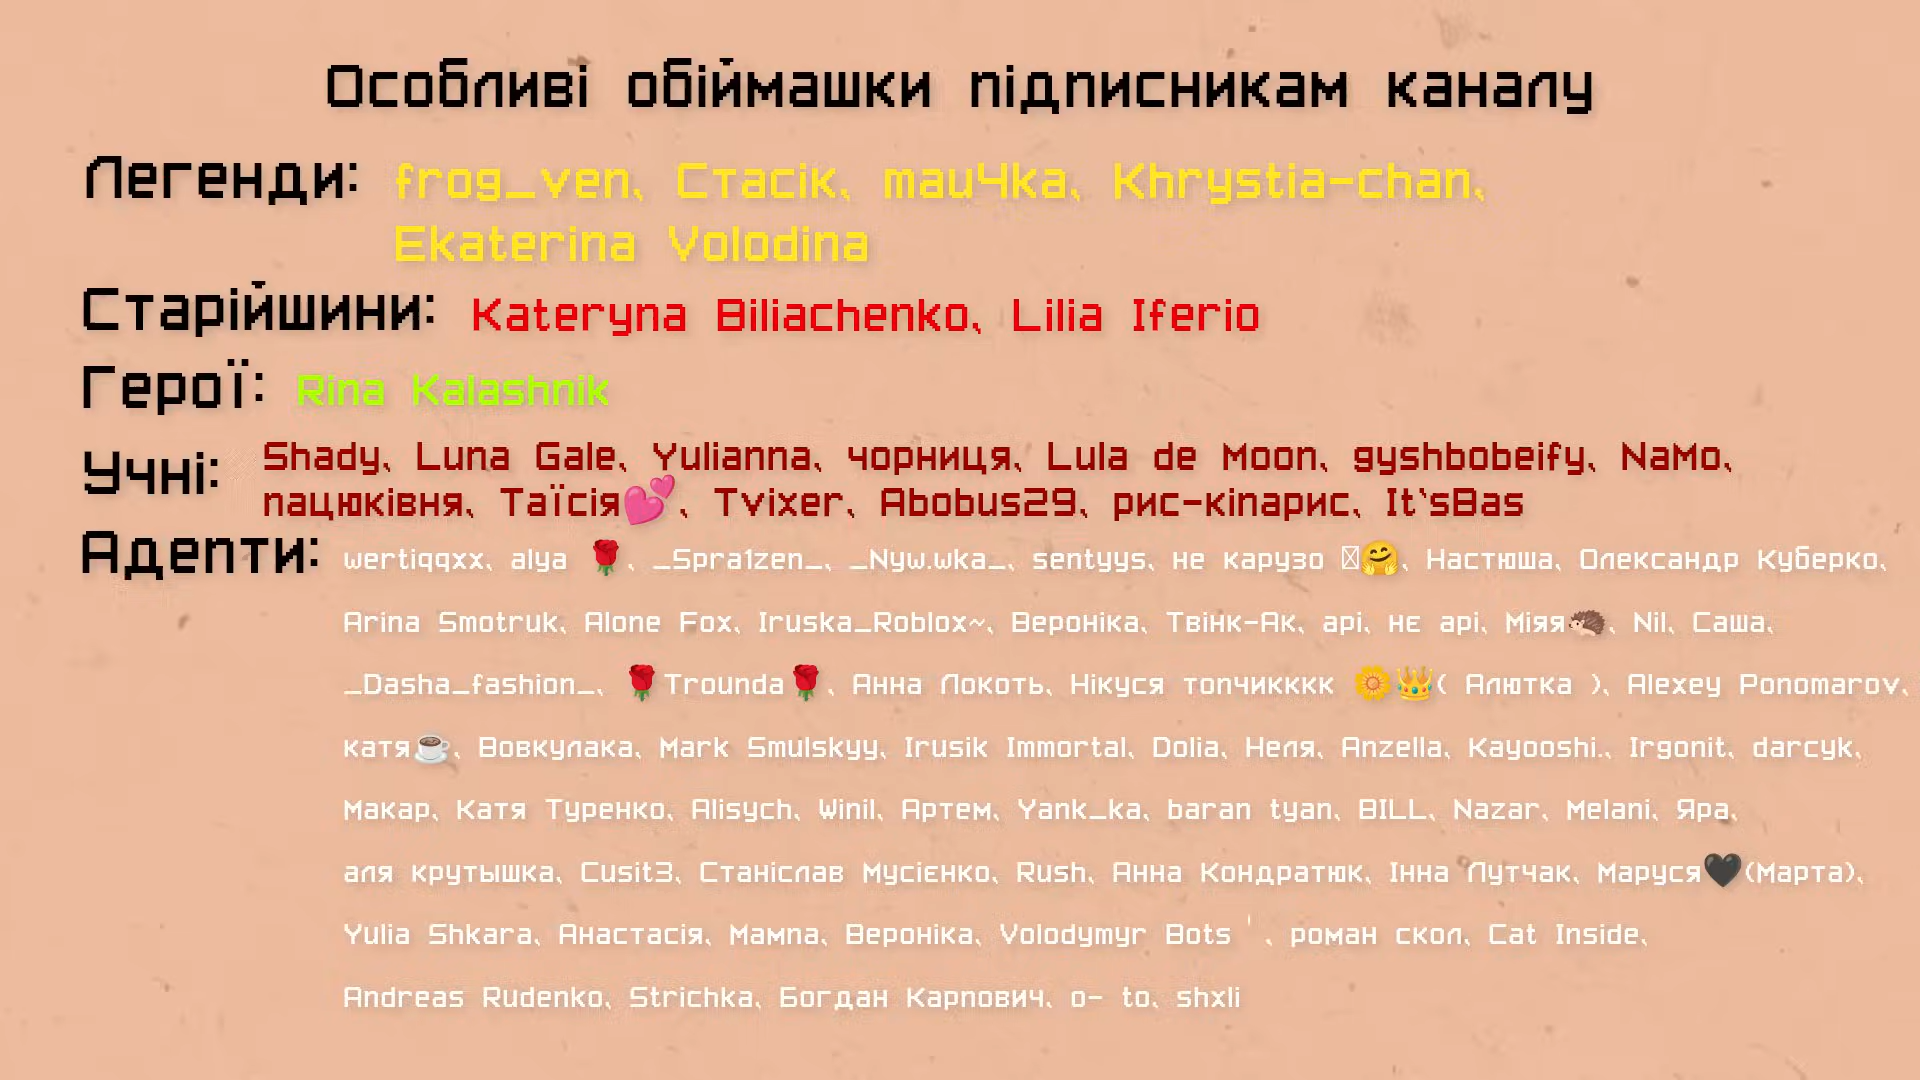 Особливі обіймашки підписникам каналу
Легенди: frog_ven, Стасік, mau4ka, Khrystia-chan,
Ekaterina Volodina
Старійшини: Kateryna Biliachenko, Lilia Iferio
Герої: Rina Kalashnik
Учні: Shady, Luna Gale, Yulianna, чорниця, Lula de Moon, gyshbobeify, NaMo,
пацюківня, Таїсія💕, Tvixer, Abobus29, рис-кіпарис, It`sBas
Адепти: wertiqqxx, alya 🌹, _Spra1zen_, _Nyw.wka_, sentyys, не карузо 🤗, Настюша, Олександр Куберко,
Arina Smotruk, Alone Fox, Iruska_Roblox~, Вероніка, Твінк-Ак, арі, нє арі, Міяя🦔, Nil, Саша,
_Dasha_fashion_, 🌹Trounda🌹, Анна Локоть, Нікуся топчикккк 🌼👑( Алютка ), Alexey Ponomarov,
катя☕, Вовкулака, Mark Smulskyy, Irusik Immortal, Dolia, Неля, Anzella, Kayooshi., Irgonit, darcyk,
Макар, Катя Туренко, Alisych, Winil, Артем, Yank_ka, baran tyan, BILL, Nazar, Melani, Яра,
аля крутышка, Cusit3, Станіслав Мусієнко, Rush, Анна Кондратюк, Інна Лутчак, Маруся🖤(Марта),
Yulia Shkara, Анастасія, Мампа, Вероніка, Volodymyr Bots ', роман скол, Cat Inside,
Andreas Rudenko, Strichka, Богдан Карпович, o- to, shxli